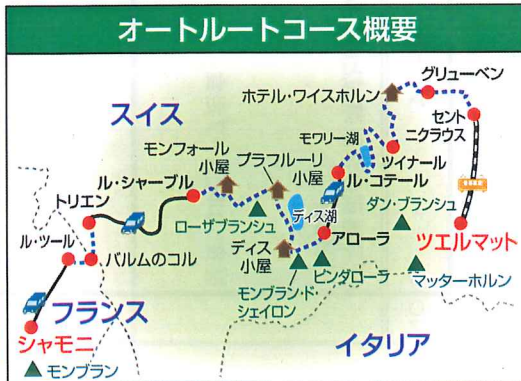 オートルートコース概要
グリューベン
ホテル・ワイスホルン
スイス
セント
ニクラウス
モワリー湖
モンフォール
小屋
プラフルーリ
小屋
ツイナール
ル・シャーブル
ル・コテール
トリエン
ダン・ブランシュ
ディス湖
ローザブランシュ
アローラ
ツエルマット
ル・ツール
ディス
小屋
バルムのコル
ピンダローラ
マッターホルン
モンブラン・ド・
シェイロン
フランス
シャモニ
イタリア
モンブラン